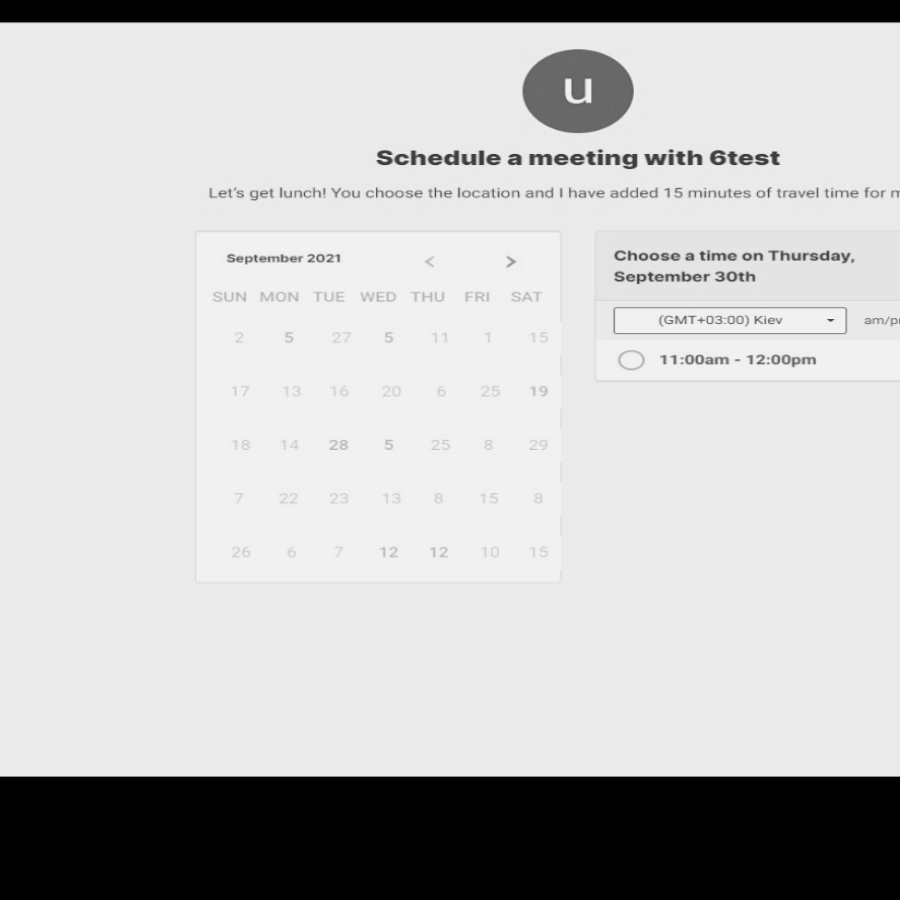 u
Schedule a meeting with 6test
Let's get lunch! You choose the location and I have added 15 minutes of travel time for
September 2021 < >
SUN MON TUE WED THU FRI SAT
2 5 27 5 11 1 15
17 13 16 20 6 25 19
18 14 28 5 25 8 29
7 22 23 13 8 15 8
26 6 7 12 12 10 15
Choose a time on Thursday,
September 30th
(GMT+03:00) Kiev
11:00am - 12:00pm